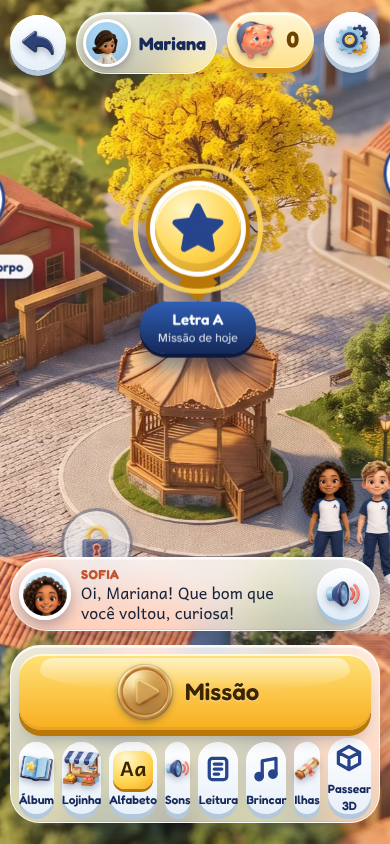 Mariana
0
orpo
Letra A
Missão de hoje
SOFIA
Oi, Mariana! Que bom que
você voltou, curiosa!
Missão
Aa
Álbum
Lojinha
Alfabeto
Sons
Leitura
Brincar
Ilhas
Passear
3D